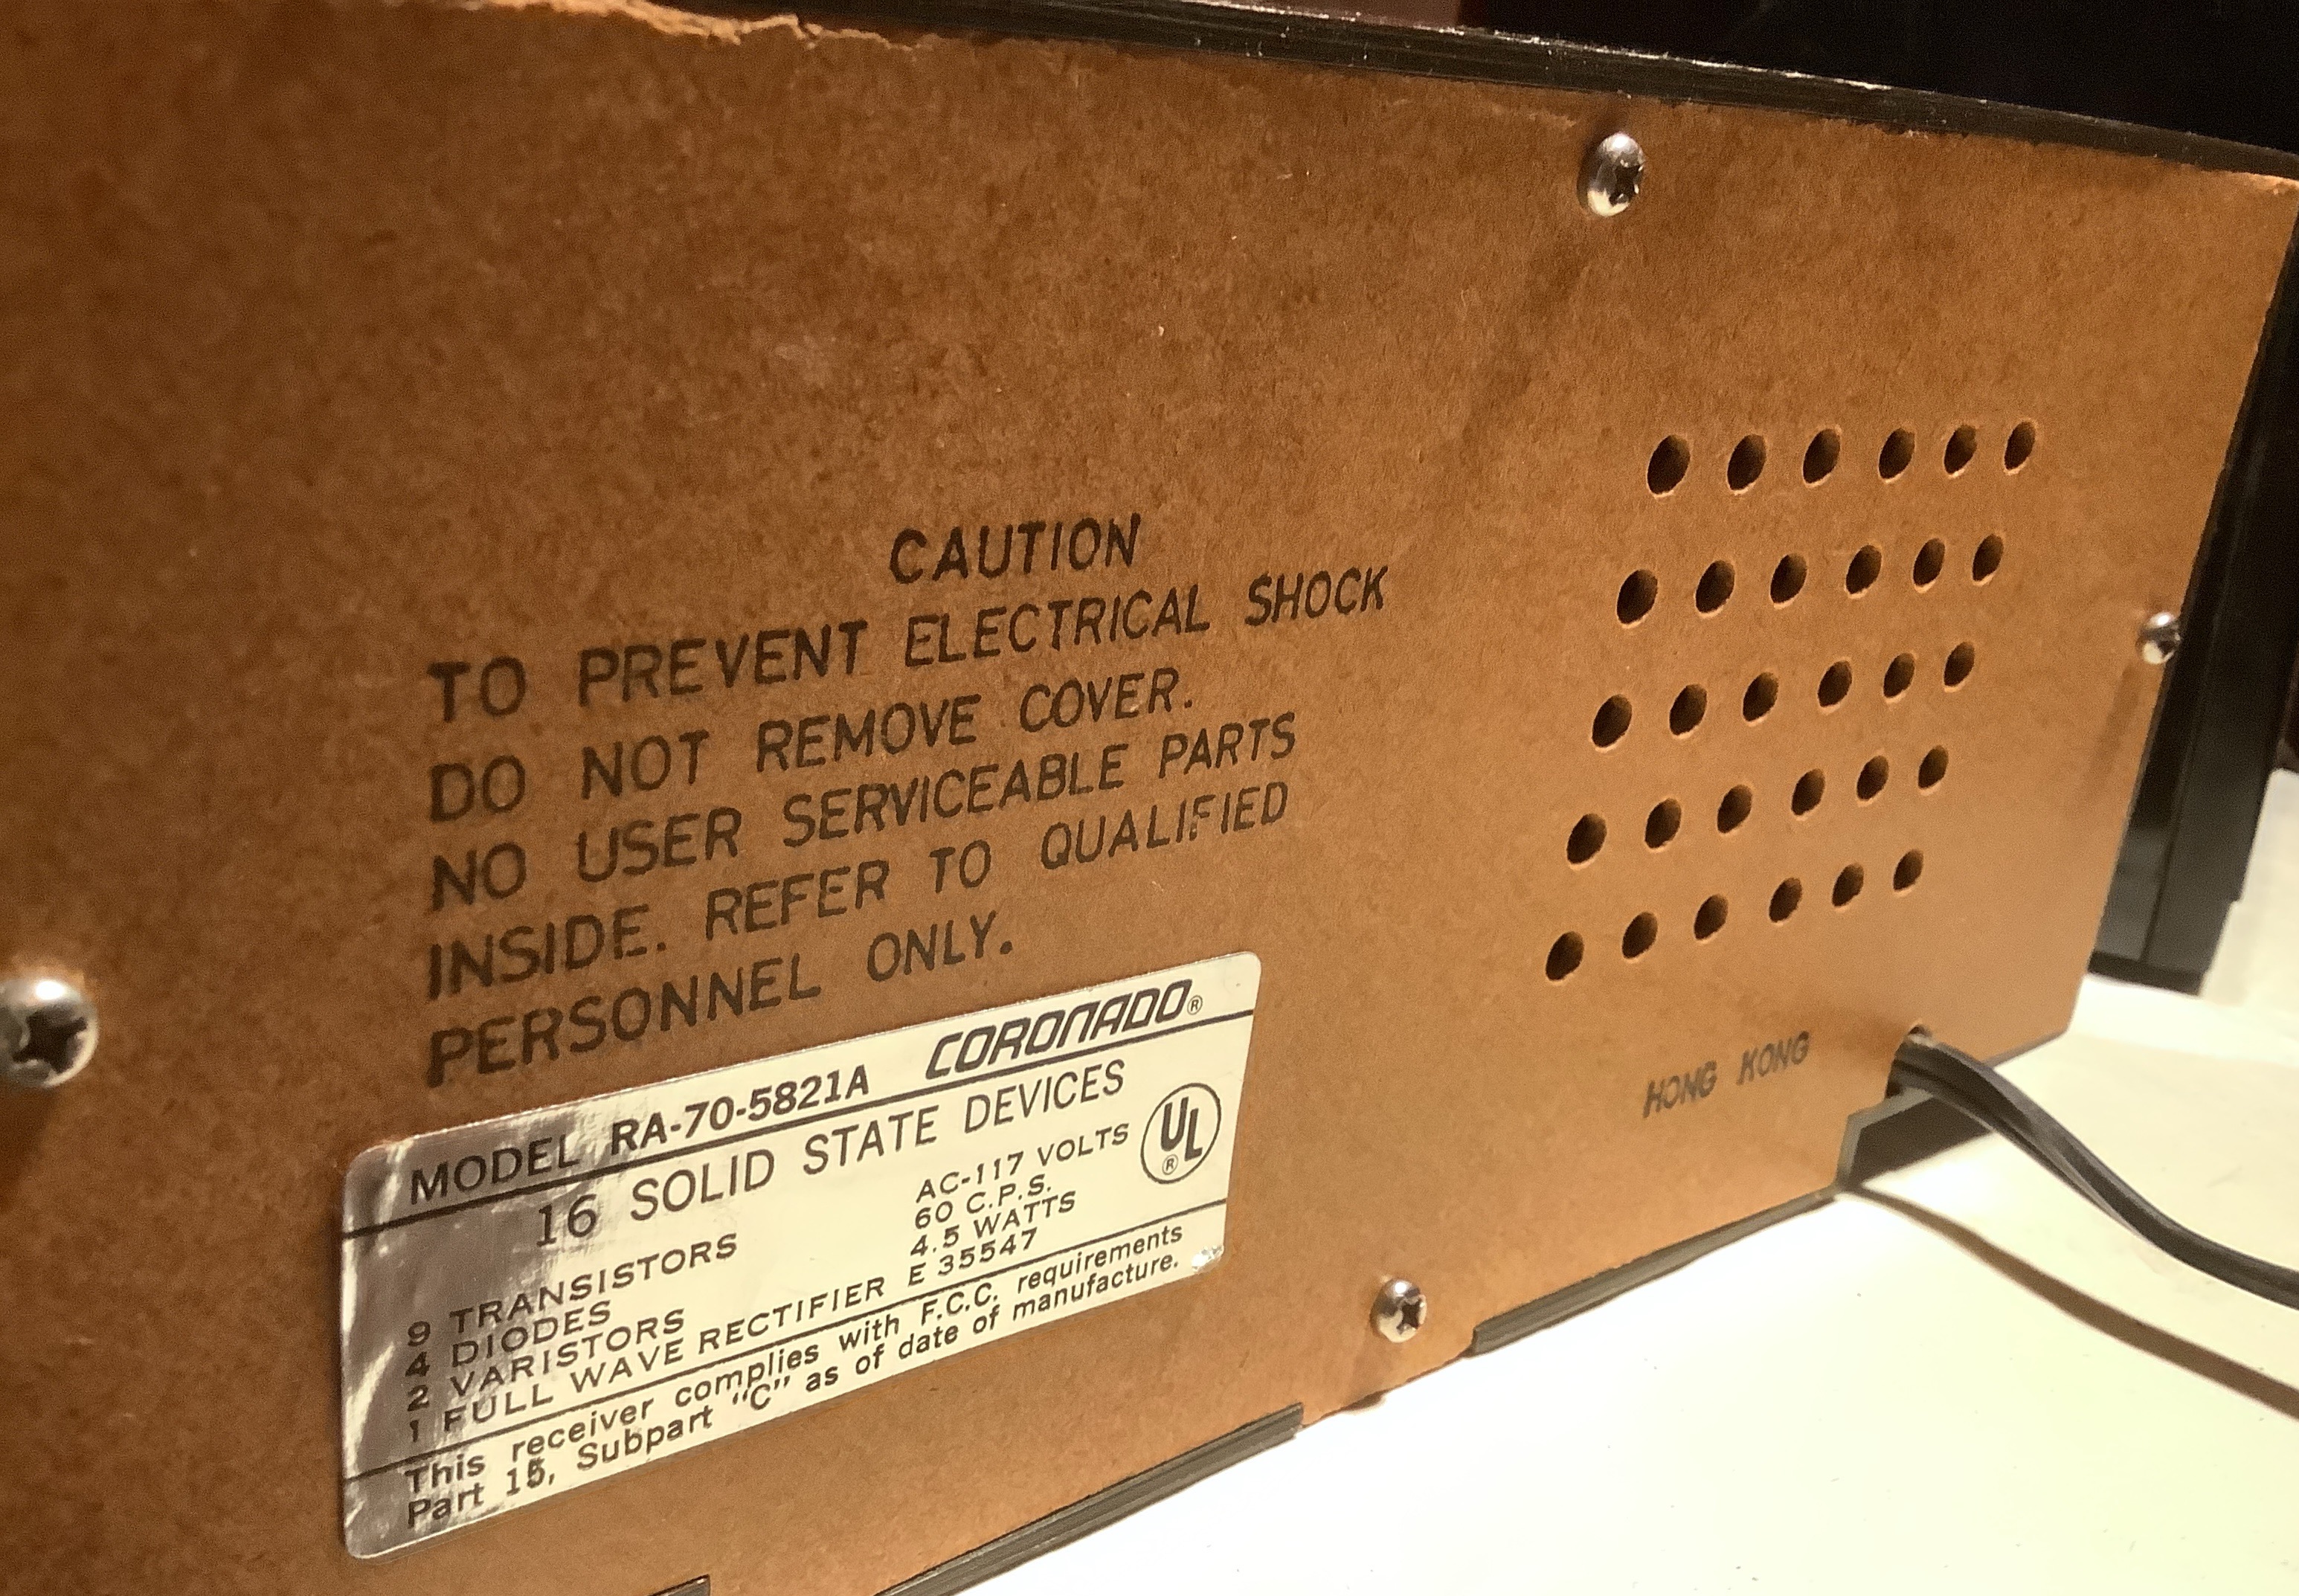 CAUTION
TO PREVENT ELECTRICAL SHOCK
DO NOT REMOVE COVER.
NO USER SERVICEABLE PARTS
INSIDE. REFER TO QUALIFIED
PERSONNEL ONLY.
MODEL RA-70-5821A CORONADO®
16 SOLID STATE DEVICES
9 TRANSISTORS
4 DIODES
2 VARISTORS
1 FULL WAVE RECTIFIER
AC-117 VOLTS
60 C.P.S.
4.5 WATTS
E 35547
UL®
This receiver complies with F.C.C. requirements
Part 15, Subpart "C" as of date of manufacture.
HONG KONG